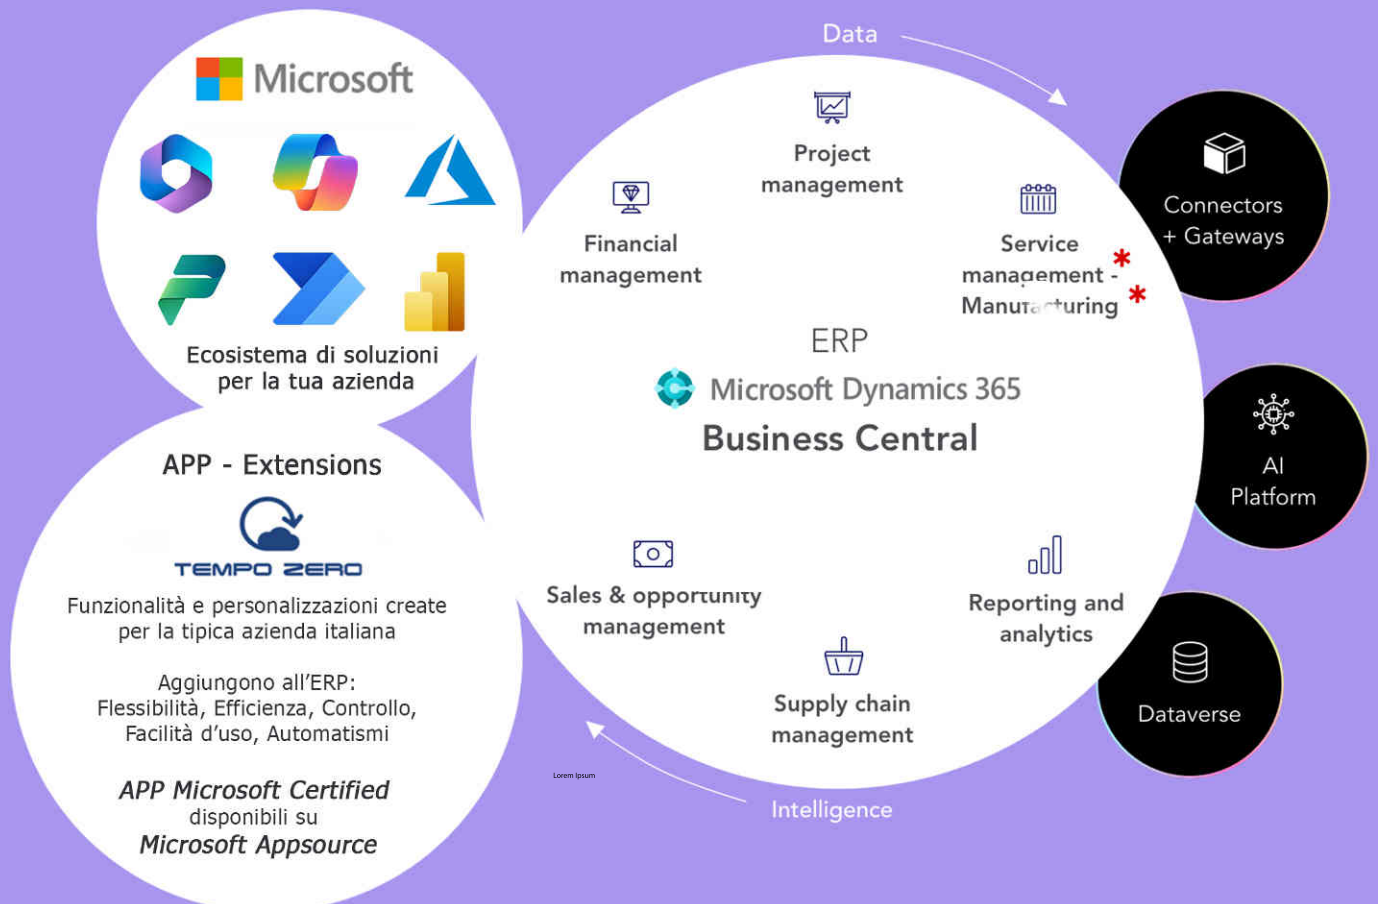 Microsoft
Ecosistema di soluzioni
per la tua azienda
APP - Extensions
TEMPO ZERO
Funzionalità e personalizzazioni create
per la tipica azienda italiana
Aggiungono all'ERP:
Flessibilità, Efficienza, Controllo,
Facilità d'uso, Automatismi
APP Microsoft Certified
disponibili su
Microsoft Appsource
Data
Project
management
Financial
management
Service *
management -
Manufacturing *
ERP
Microsoft Dynamics 365
Business Central
Sales & opportunity
management
Reporting and
analytics
Supply chain
management
Lorem Ipsum
Intelligence
Connectors
+ Gateways
AI
Platform
Dataverse